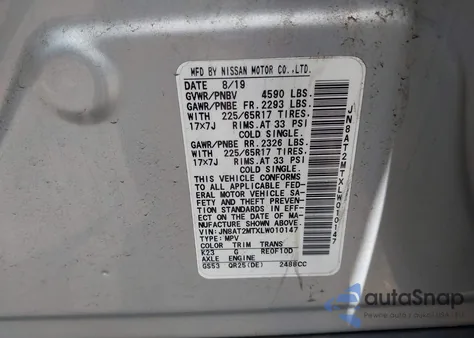 MFD BY NISSAN MOTOR CO.,LTD.
DATE 8/19
GVWR/PNBV 4590 LBS.
GAWR/PNBE FR. 2293 LBS.
WITH 225/65R17 TIRES.
17X7J RIMS.AT 33 PSI
COLD SINGLE.
GAWR/PNBE RR. 2326 LBS.
WITH 225/65R17 TIRES.
17X7J RIMS.AT 33 PSI
COLD SINGLE.
THIS VEHICLE CONFORMS
TO ALL APPLICABLE FED-
ERAL MOTOR VEHICLE SA-
FETY AND THEFT PREVEN-
TION STANDARDS IN EFF-
ECT ON THE DATE OF MA-
NUFACTURE SHOWN ABOVE.
VIN:JN8AT2MTXLW010147
TYPE:MPV
COLOR TRIM TRANS
K23 G RE0F10D
AXLE ENGINE
GS53 QR25(DE) 2488CC
JN8AT2MTXLW010147
autoSnap
www.autosnap.com